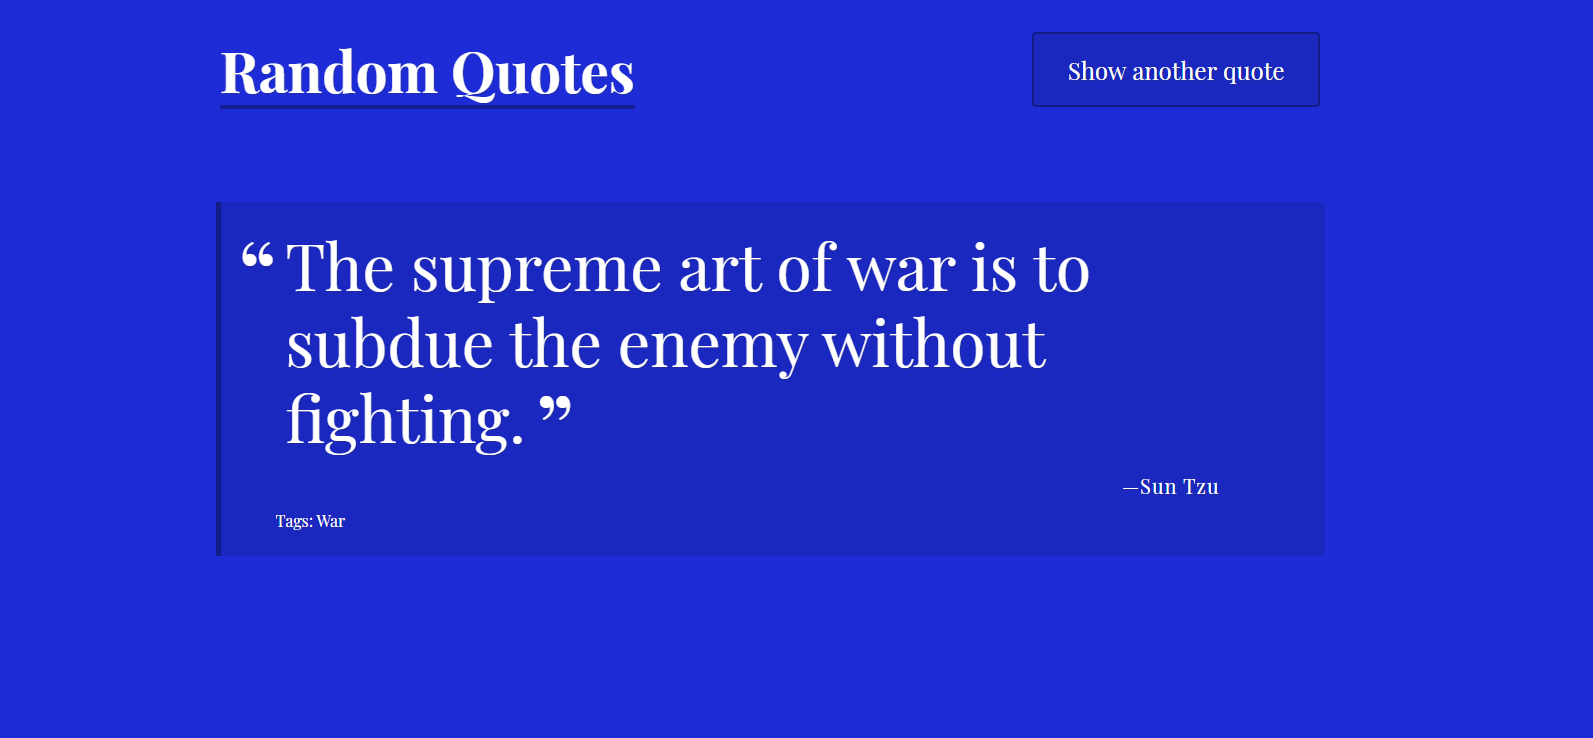 Random Quotes
Show another quote
“ The supreme art of war is to
subdue the enemy without
fighting. ”
—Sun Tzu
Tags: War